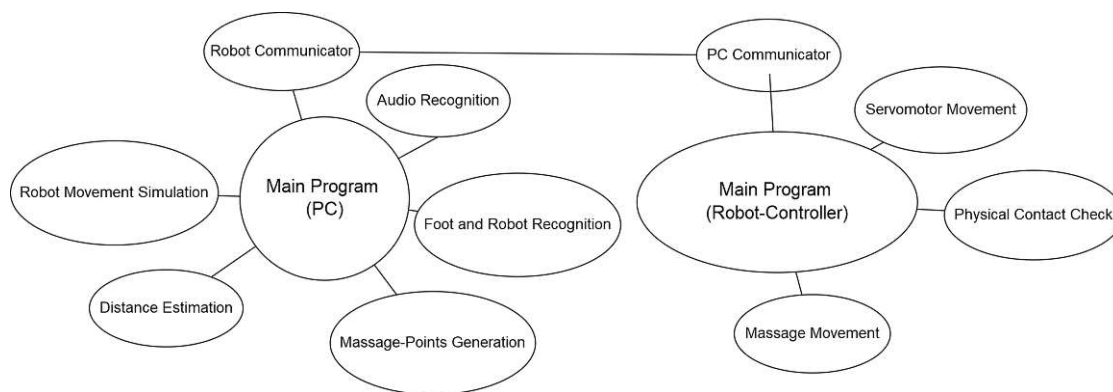 Robot Communicator
PC Communicator
Audio Recognition
Servomotor Movement
Robot Movement Simulation
Main Program
(PC)
Main Program
(Robot-Controller)
Foot and Robot Recognition
Physical Contact Check
Distance Estimation
Massage-Points Generation
Massage Movement